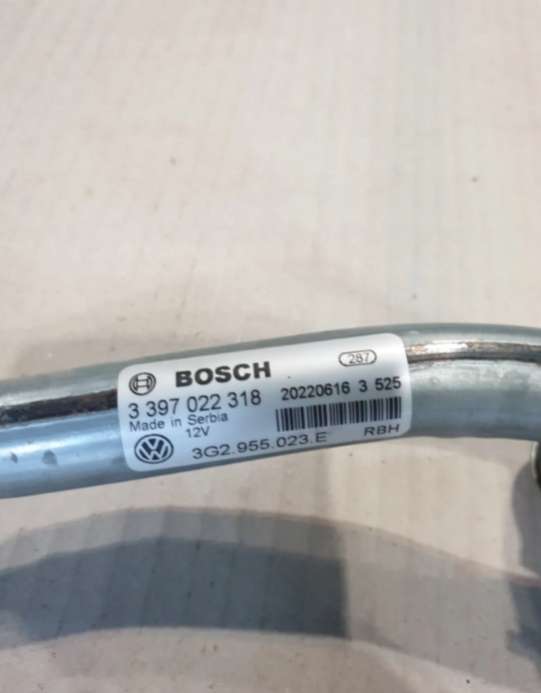 BOSCH 287
3 397 022 318 20220616 3 525
Made in Serbia
12V
3G2.955.023.E RBH